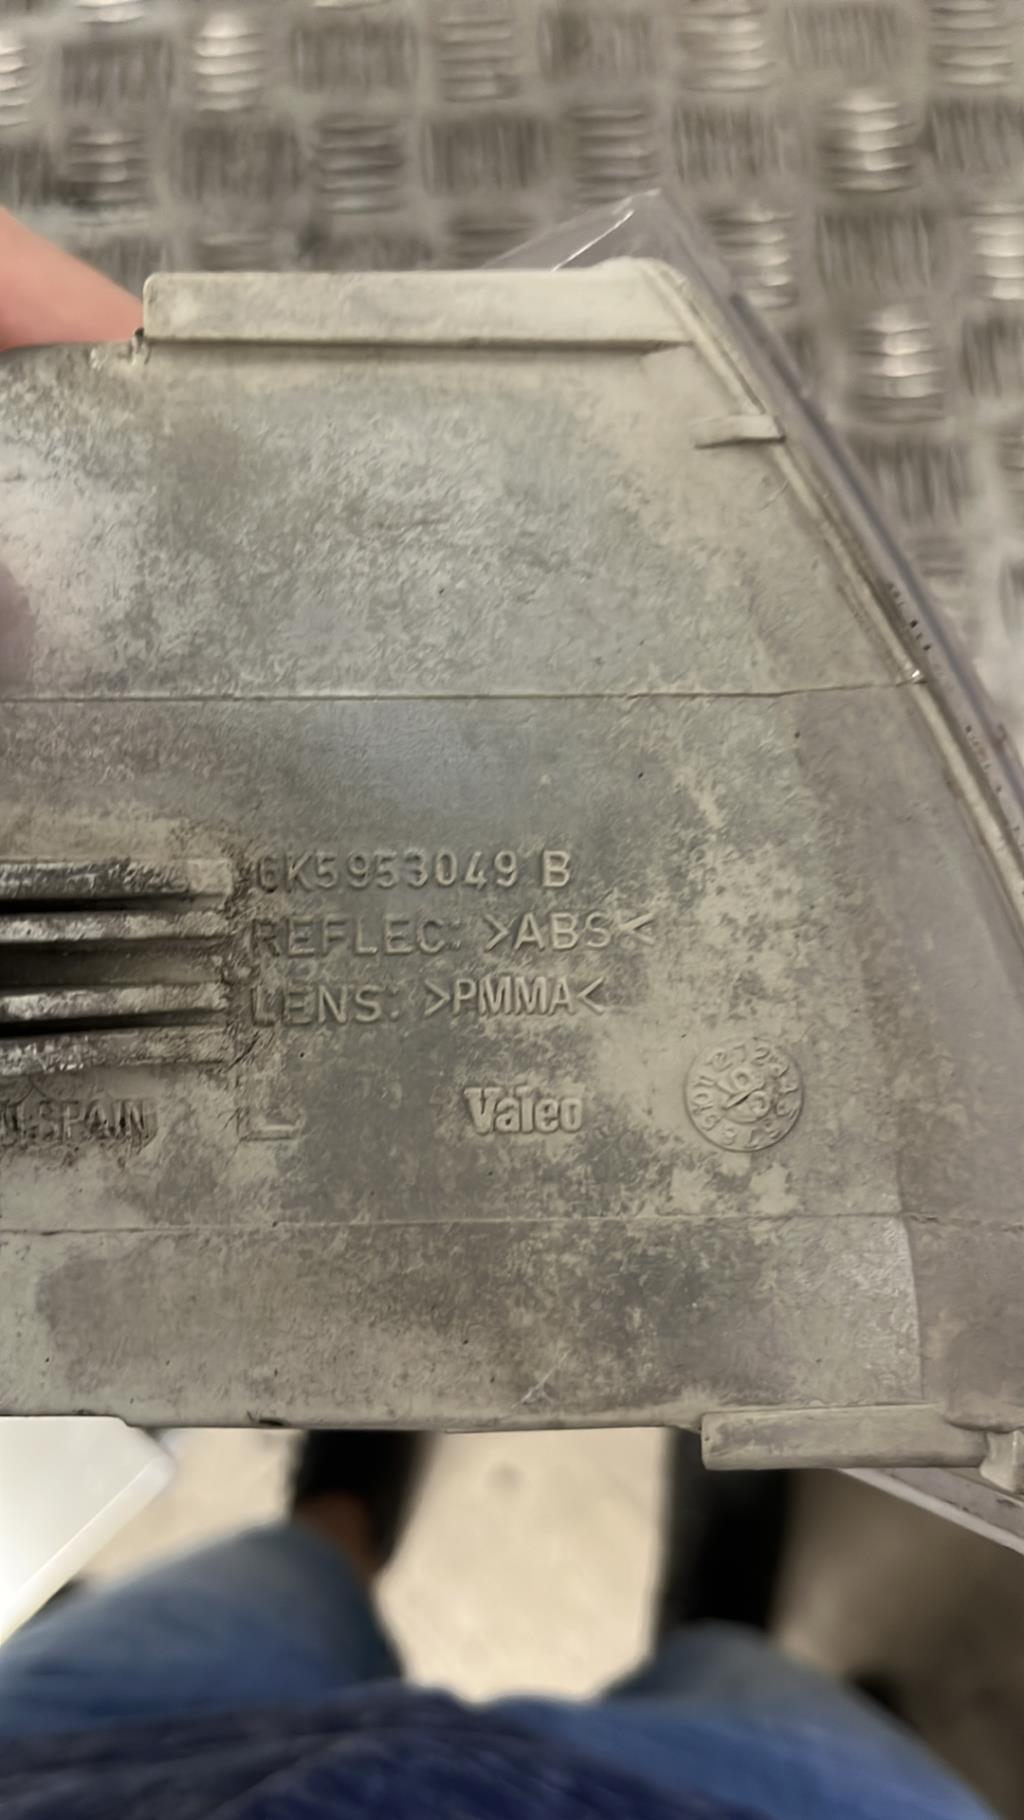 6K5953049 B
REFLEC: >ABS<
LENS: >PMMA<
SPAIN
L
Valeo